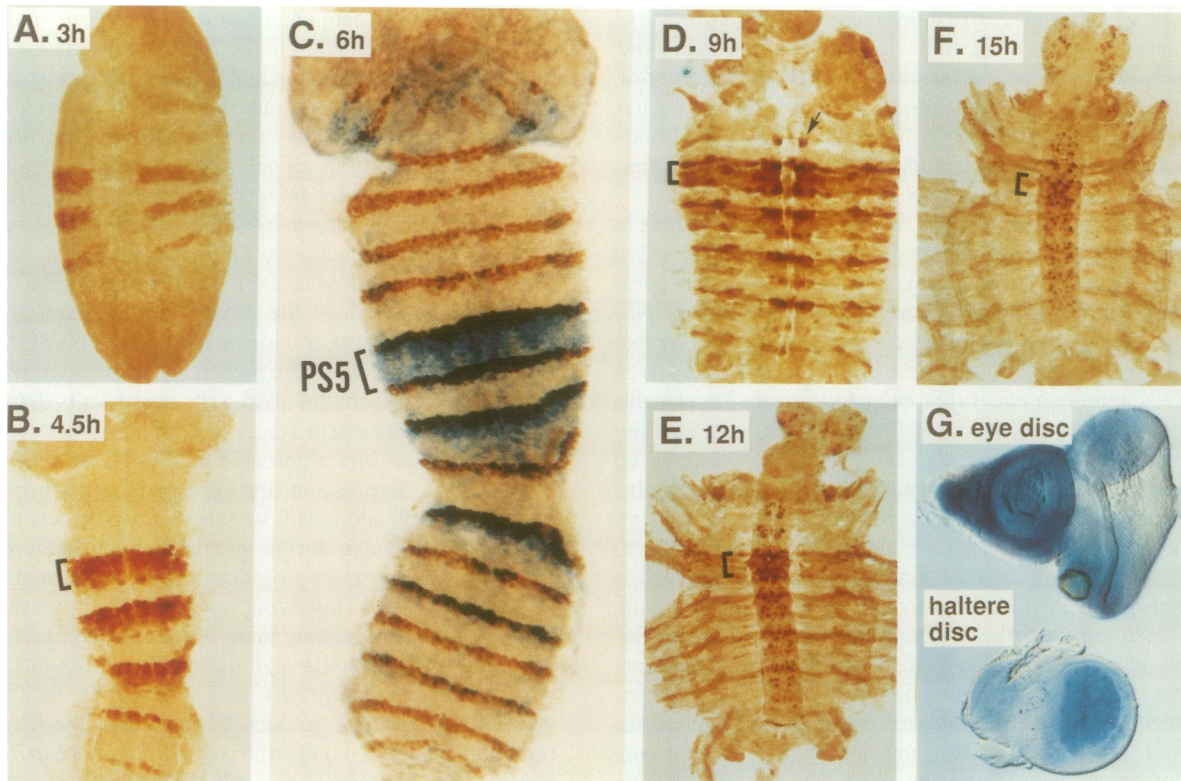 A. 3h
B. 4.5h
C. 6h
PS5
D. 9h
E. 12h
F. 15h
G. eye disc
haltere
disc